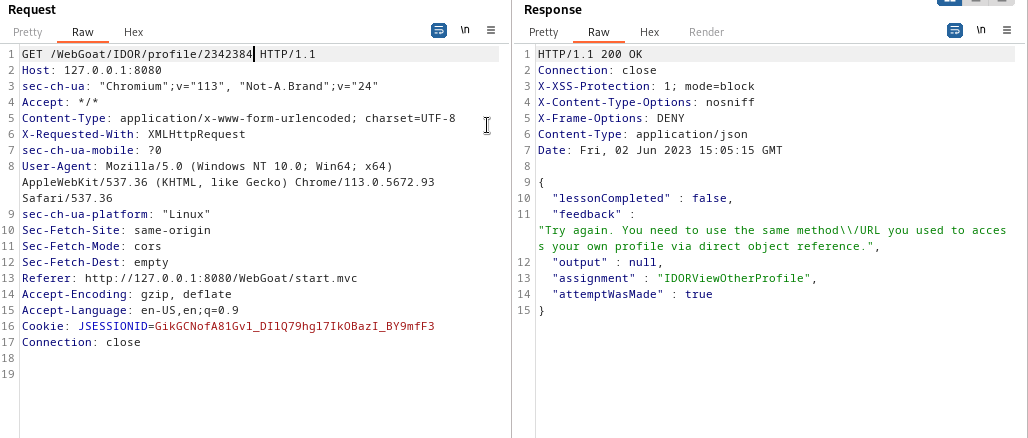 Request
Pretty Raw Hex
\n
1 GET /WebGoat/IDOR/profile/2342384 HTTP/1.1
2 Host: 127.0.0.1:8080
3 sec-ch-ua: "Chromium";v="113", "Not-A.Brand";v="24"
4 Accept: */*
5 Content-Type: application/x-www-form-urlencoded; charset=UTF-8
6 X-Requested-With: XMLHttpRequest
7 sec-ch-ua-mobile: ?0
8 User-Agent: Mozilla/5.0 (Windows NT 10.0; Win64; x64)
AppleWebKit/537.36 (KHTML, like Gecko) Chrome/113.0.5672.93
Safari/537.36
9 sec-ch-ua-platform: "Linux"
10 Sec-Fetch-Site: same-origin
11 Sec-Fetch-Mode: cors
12 Sec-Fetch-Dest: empty
13 Referer: http://127.0.0.1:8080/WebGoat/start.mvc
14 Accept-Encoding: gzip, deflate
15 Accept-Language: en-US,en;q=0.9
16 Cookie: JSESSIONID=GikGCNofA81Gvl_DIlQ79hgl7IkOBazI_BY9mfF3
17 Connection: close
18
19
Response
Pretty Raw Hex Render
\n
1 HTTP/1.1 200 OK
2 Connection: close
3 X-XSS-Protection: 1; mode=block
4 X-Content-Type-Options: nosniff
5 X-Frame-Options: DENY
6 Content-Type: application/json
7 Date: Fri, 02 Jun 2023 15:05:15 GMT
8
9 {
10 "lessonCompleted" : false,
11 "feedback" :
"Try again. You need to use the same method\\/URL you used to acces
s your own profile via direct object reference.",
12 "output" : null,
13 "assignment" : "IDORViewOtherProfile",
14 "attemptWasMade" : true
15 }